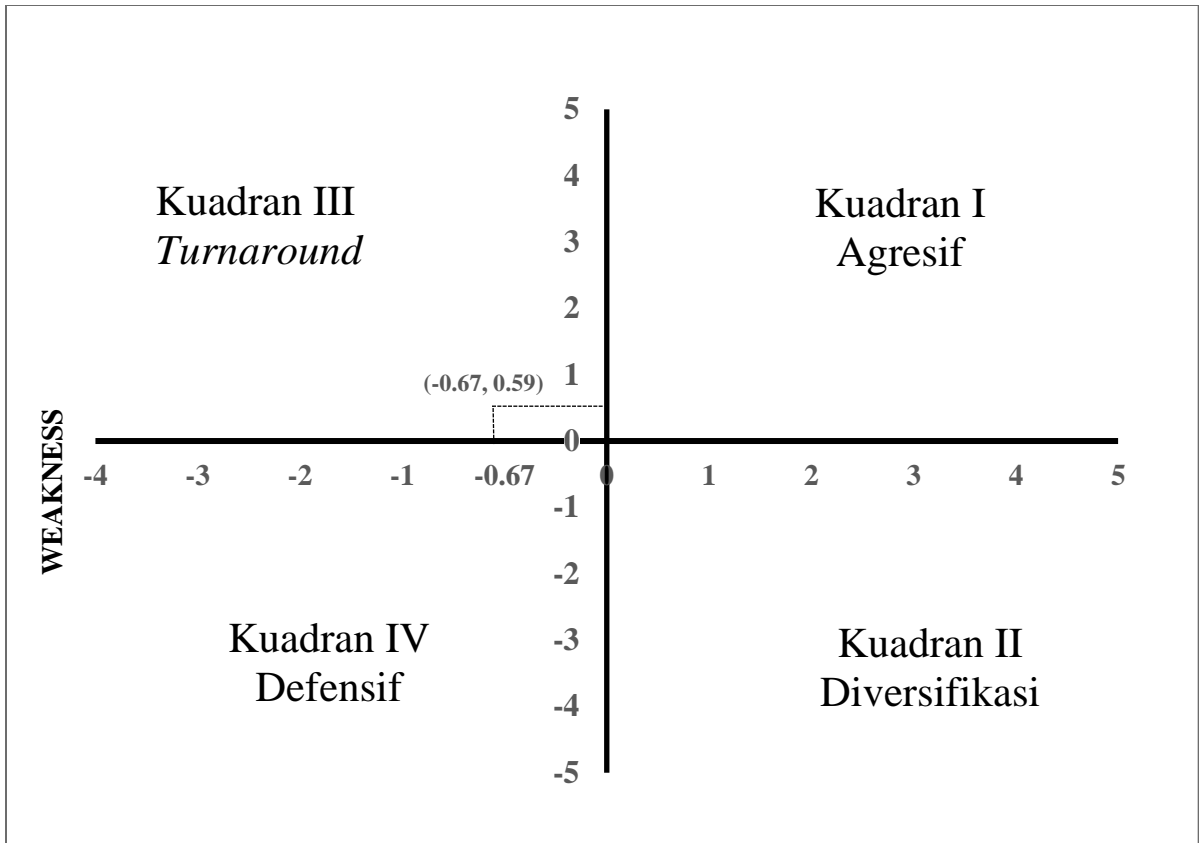 5
4
Kuadran III
Turnaround
Kuadran I
Agresif
3
2
1
(-0.67, 0.59)
WEAKNESS
0
-4 -3 -2 -1 -0.67 0 1 2 3 4 5
-1
-2
Kuadran IV
Defensif
-3
Kuadran II
Diversifikasi
-4
-5